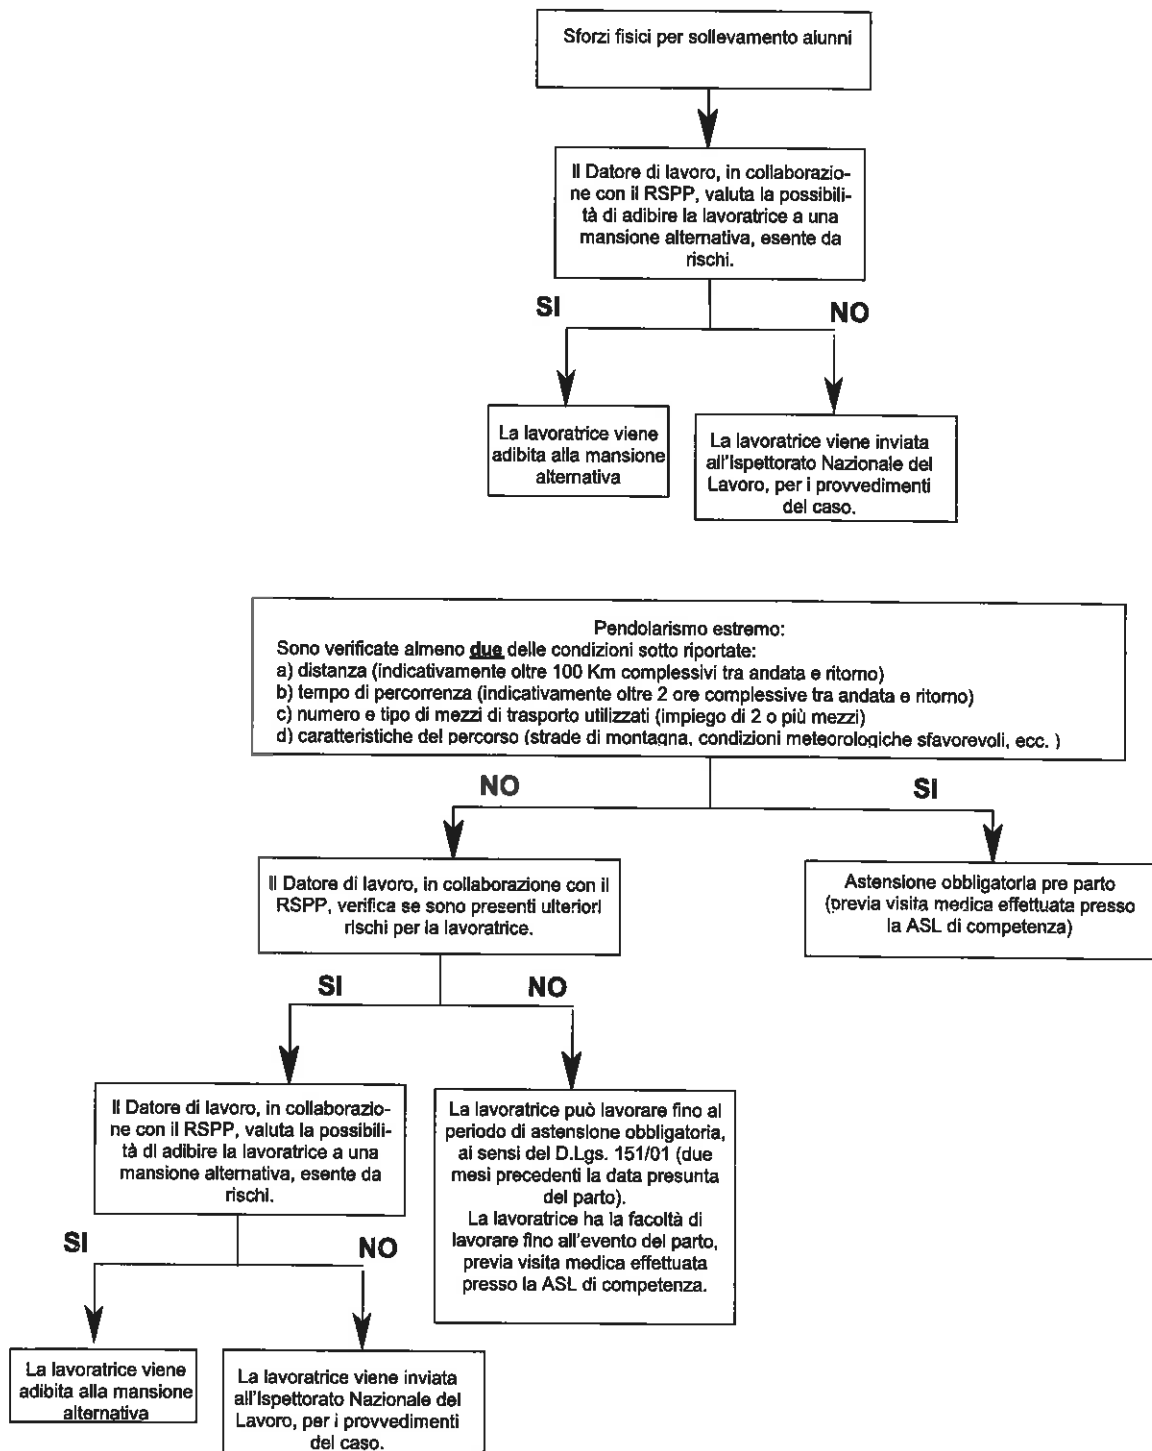 Sforzi fisici per sollevamento alunni
Il Datore di lavoro, in collaborazio-
ne con il RSPP, valuta la possibili-
tà di adibire la lavoratrice a una
mansione alternativa, esente da
rischi.
SI
NO
La lavoratrice viene
adibita alla mansione
alternativa
La lavoratrice viene inviata
all'Ispettorato Nazionale del
Lavoro, per i provvedimenti
del caso.
Pendolarismo estremo:
Sono verificate almeno due delle condizioni sotto riportate:
a) distanza (indicativamente oltre 100 Km complessivi tra andata e ritorno)
b) tempo di percorrenza (indicativamente oltre 2 ore complessive tra andata e ritorno)
c) numero e tipo di mezzi di trasporto utilizzati (impiego di 2 o più mezzi)
d) caratteristiche del percorso (strade di montagna, condizioni meteorologiche sfavorevoli, ecc. )
NO
SI
Il Datore di lavoro, in collaborazione con il
RSPP, verifica se sono presenti ulteriori
rischi per la lavoratrice.
Astensione obbligatoria pre parto
(previa visita medica effettuata presso
la ASL di competenza)
SI
NO
Il Datore di lavoro, in collaborazio-
ne con il RSPP, valuta la possibili-
tà di adibire la lavoratrice a una
mansione alternativa, esente da
rischi.
La lavoratrice può lavorare fino al
periodo di astensione obbligatoria,
ai sensi del D.Lgs. 151/01 (due
mesi precedenti la data presunta
del parto).
La lavoratrice ha la facoltà di
lavorare fino all'evento del parto,
previa visita medica effettuata
presso la ASL di competenza.
SI
NO
La lavoratrice viene
adibita alla mansione
alternativa
La lavoratrice viene inviata
all'Ispettorato Nazionale del
Lavoro, per i provvedimenti
del caso.